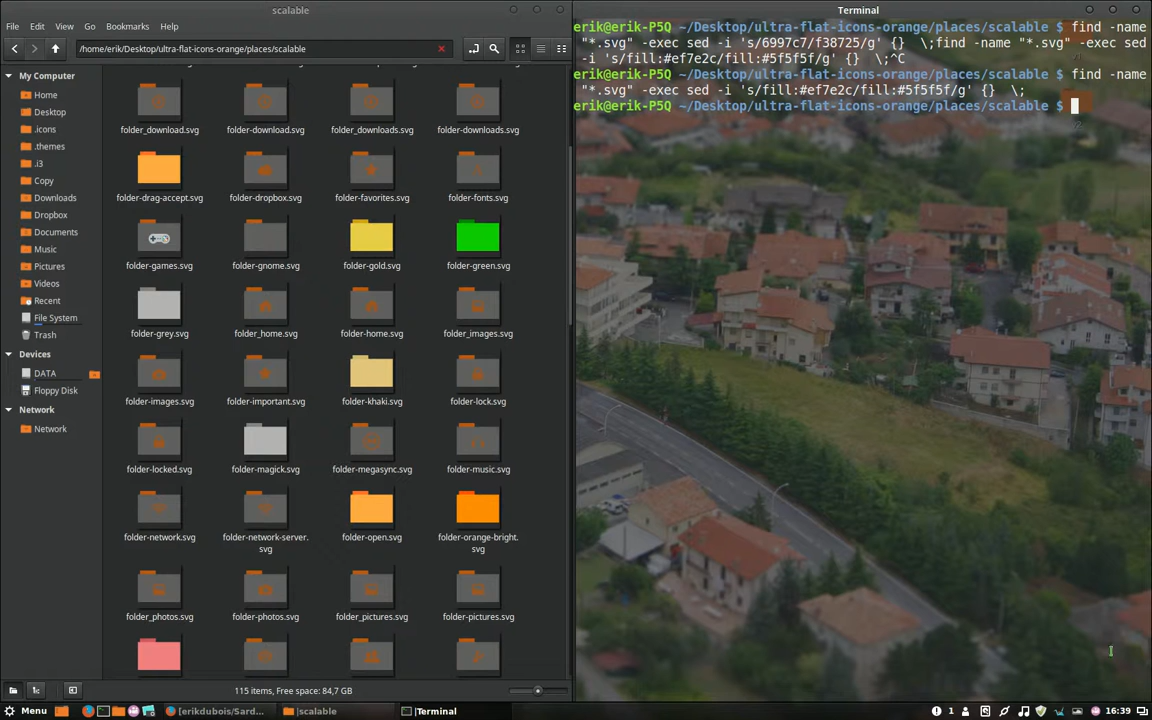 scalable
File Edit View Go Bookmarks Help
/home/erik/Desktop/ultra-flat-icons-orange/places/scalable
My Computer
Home
Desktop
.icons
.themes
.i3
Copy
Downloads
Dropbox
Documents
Music
Pictures
Videos
Recent
File System
Trash
Devices
DATA
Floppy Disk
Network
Network
folder_download.svg folder-download.svg folder_downloads.svg folder-downloads.svg
folder-drag-accept.svg folder-dropbox.svg folder-favorites.svg folder-fonts.svg
folder-games.svg folder-gnome.svg folder-gold.svg folder-green.svg
folder-grey.svg folder_home.svg folder-home.svg folder_images.svg
folder-images.svg folder-important.svg folder-khaki.svg folder-lock.svg
folder-locked.svg folder-magick.svg folder-megasync.svg folder-music.svg
folder-network.svg folder-network-server. folder-open.svg folder-orange-bright.
svg svg
folder_photos.svg folder-photos.svg folder_pictures.svg folder-pictures.svg
115 items, Free space: 84,7 GB
Terminal
erik@erik-P5Q ~/Desktop/ultra-flat-icons-orange/places/scalable $ find -name
"*.svg" -exec sed -i 's/6997c7/f38725/g' {} \;find -name "*.svg" -exec sed
-i 's/fill:#ef7e2c/fill:#5f5f5f/g' {} \;^C
erik@erik-P5Q ~/Desktop/ultra-flat-icons-orange/places/scalable $ find -name
"*.svg" -exec sed -i 's/fill:#ef7e2c/fill:#5f5f5f/g' {} \;
erik@erik-P5Q ~/Desktop/ultra-flat-icons-orange/places/scalable $
Menu [erikdubois/Sard... scalable Terminal 1 16:39